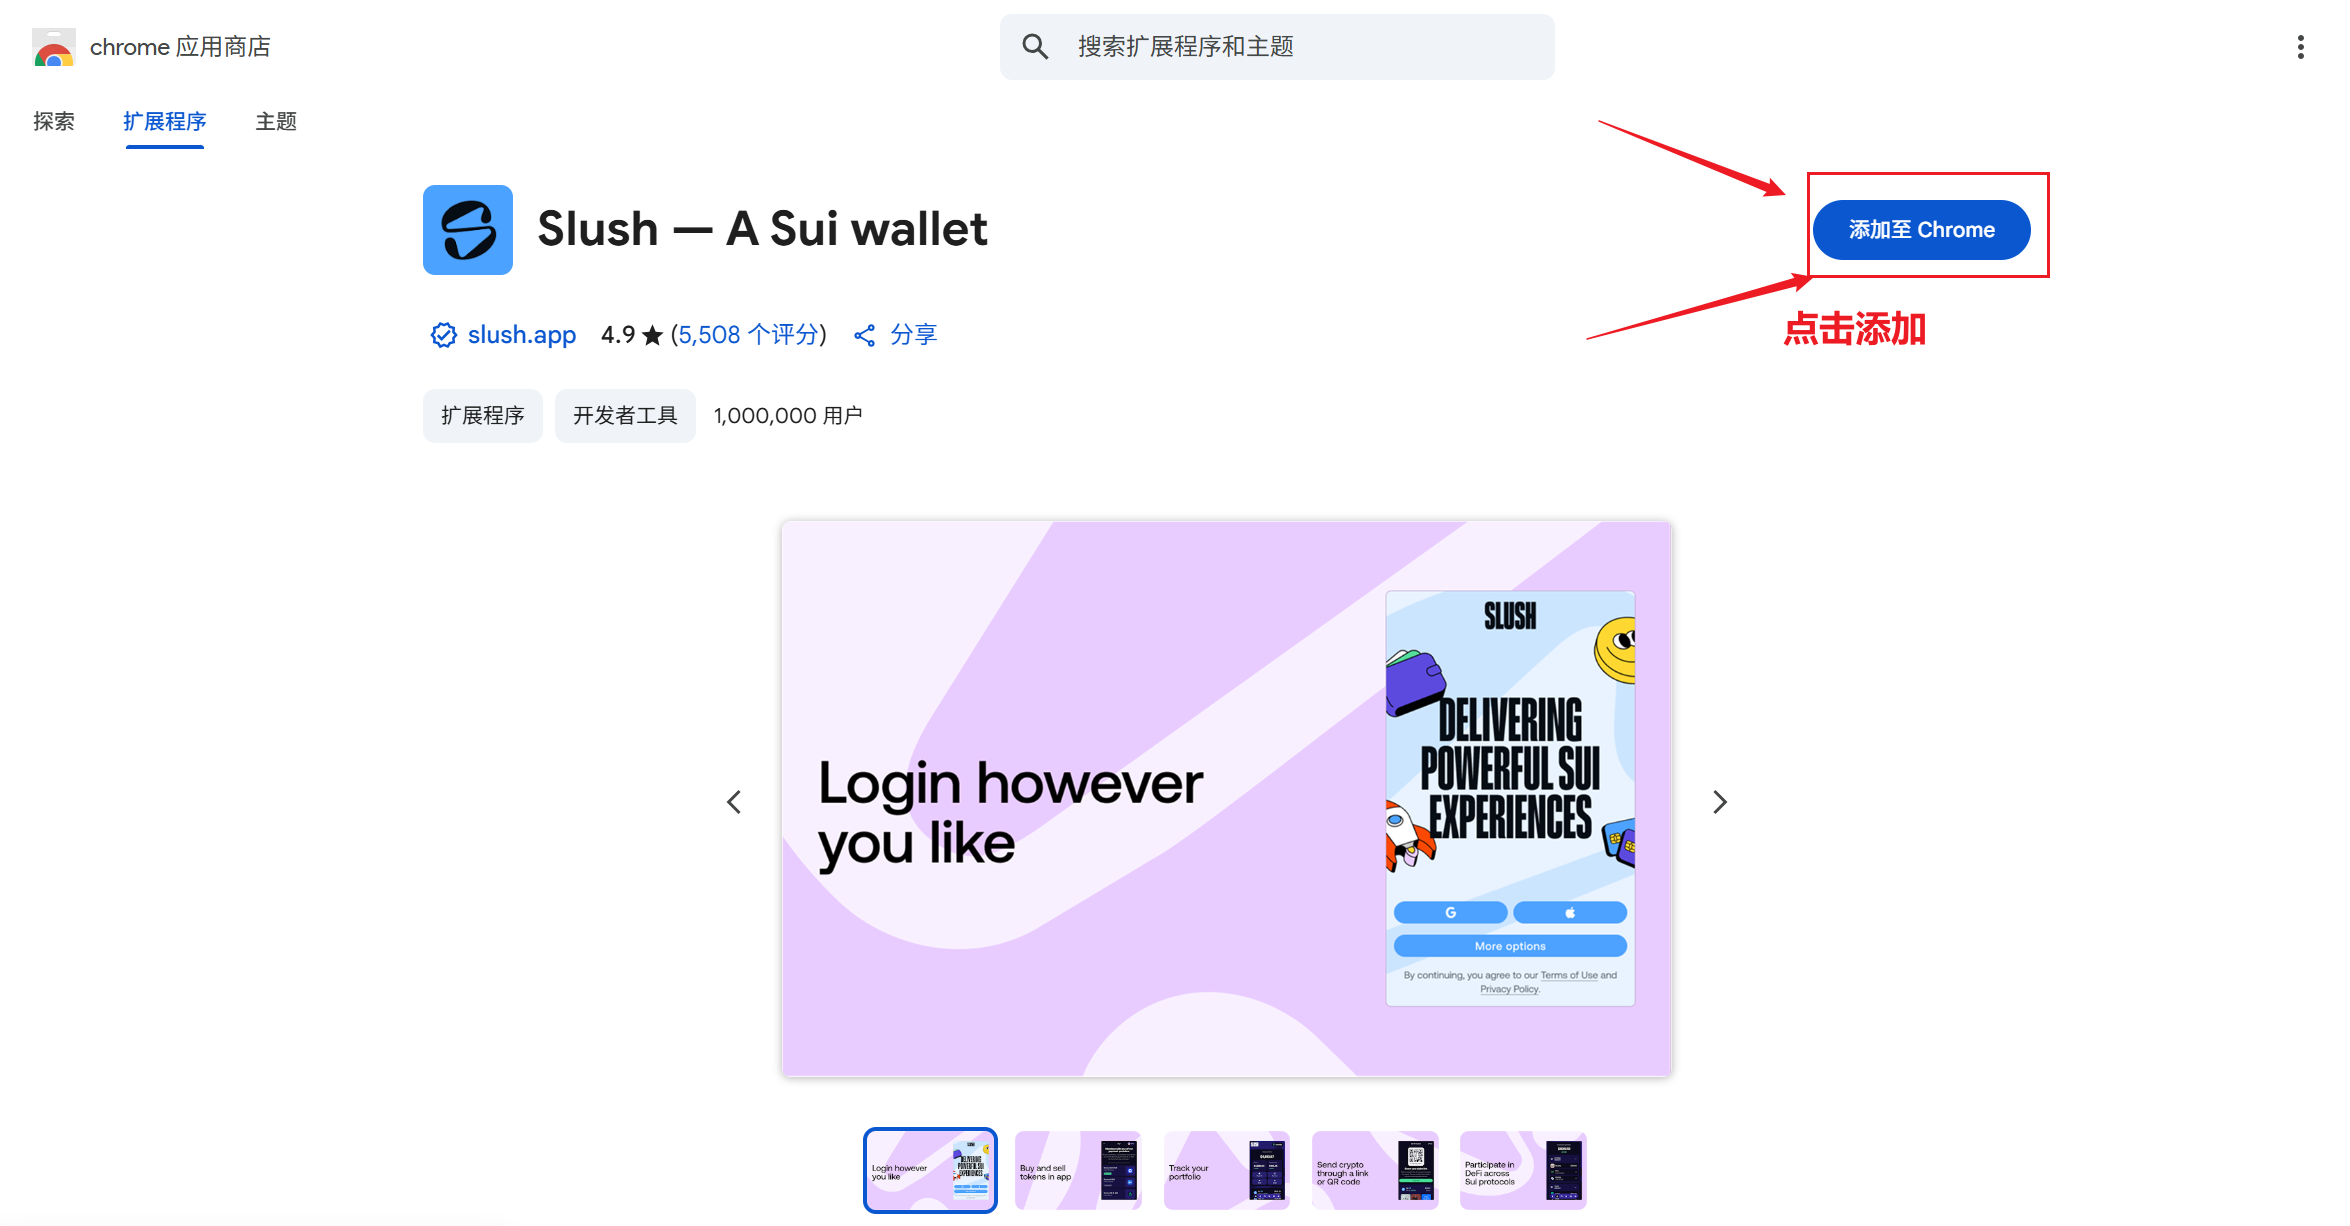 chrome 应用商店
搜索扩展程序和主题
探索
扩展程序
主题
Slush — A Sui wallet
添加至 Chrome
点击添加
slush.app 4.9 ★ (5,508 个评分) 分享
扩展程序
开发者工具
1,000,000 用户
Login however
you like
SLUSH
DELIVERING
POWERFUL SUI
EXPERIENCES
G
More options
By continuing, you agree to our Terms of Use and
Privacy Policy.
Login however
you like
SLUSH
DELIVERING
POWERFUL SUI
EXPERIENCES
Buy and sell
tokens in app
Track your
portfolio
Send crypto
through a link
or QR code
Participate in
DeFi across
Sui protocols